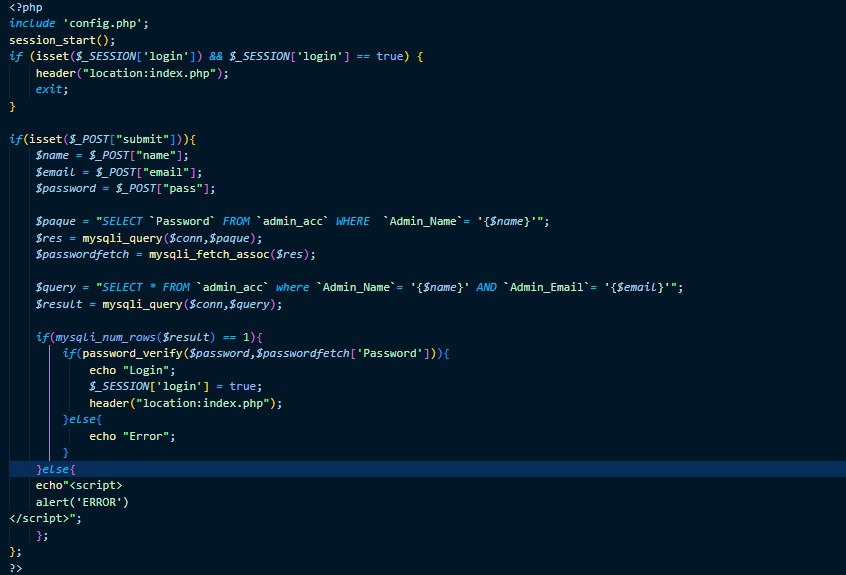 <?php
include 'config.php';
session_start();
if (isset($_SESSION['login']) && $_SESSION['login'] == true) {
    header("location:index.php");
    exit;
}

if(isset($_POST["submit"])){
    $name = $_POST["name"];
    $email = $_POST["email"];
    $password = $_POST["pass"];

    $paque = "SELECT `Password` FROM `admin_acc` WHERE  `Admin_Name`= '{$name}'";
    $res = mysqli_query($conn,$paque);
    $passwordfetch = mysqli_fetch_assoc($res);

    $query = "SELECT * FROM `admin_acc` where `Admin_Name`= '{$name}' AND `Admin_Email`= '{$email}'";
    $result = mysqli_query($conn,$query);

    if(mysqli_num_rows($result) == 1){
        if(password_verify($password,$passwordfetch['Password'])){
            echo "Login";
            $_SESSION['login'] = true;
            header("location:index.php");
        }else{
            echo "Error";
        }
    }else{
    echo"<script>
    alert('ERROR')
</script>";
    };
};
?>